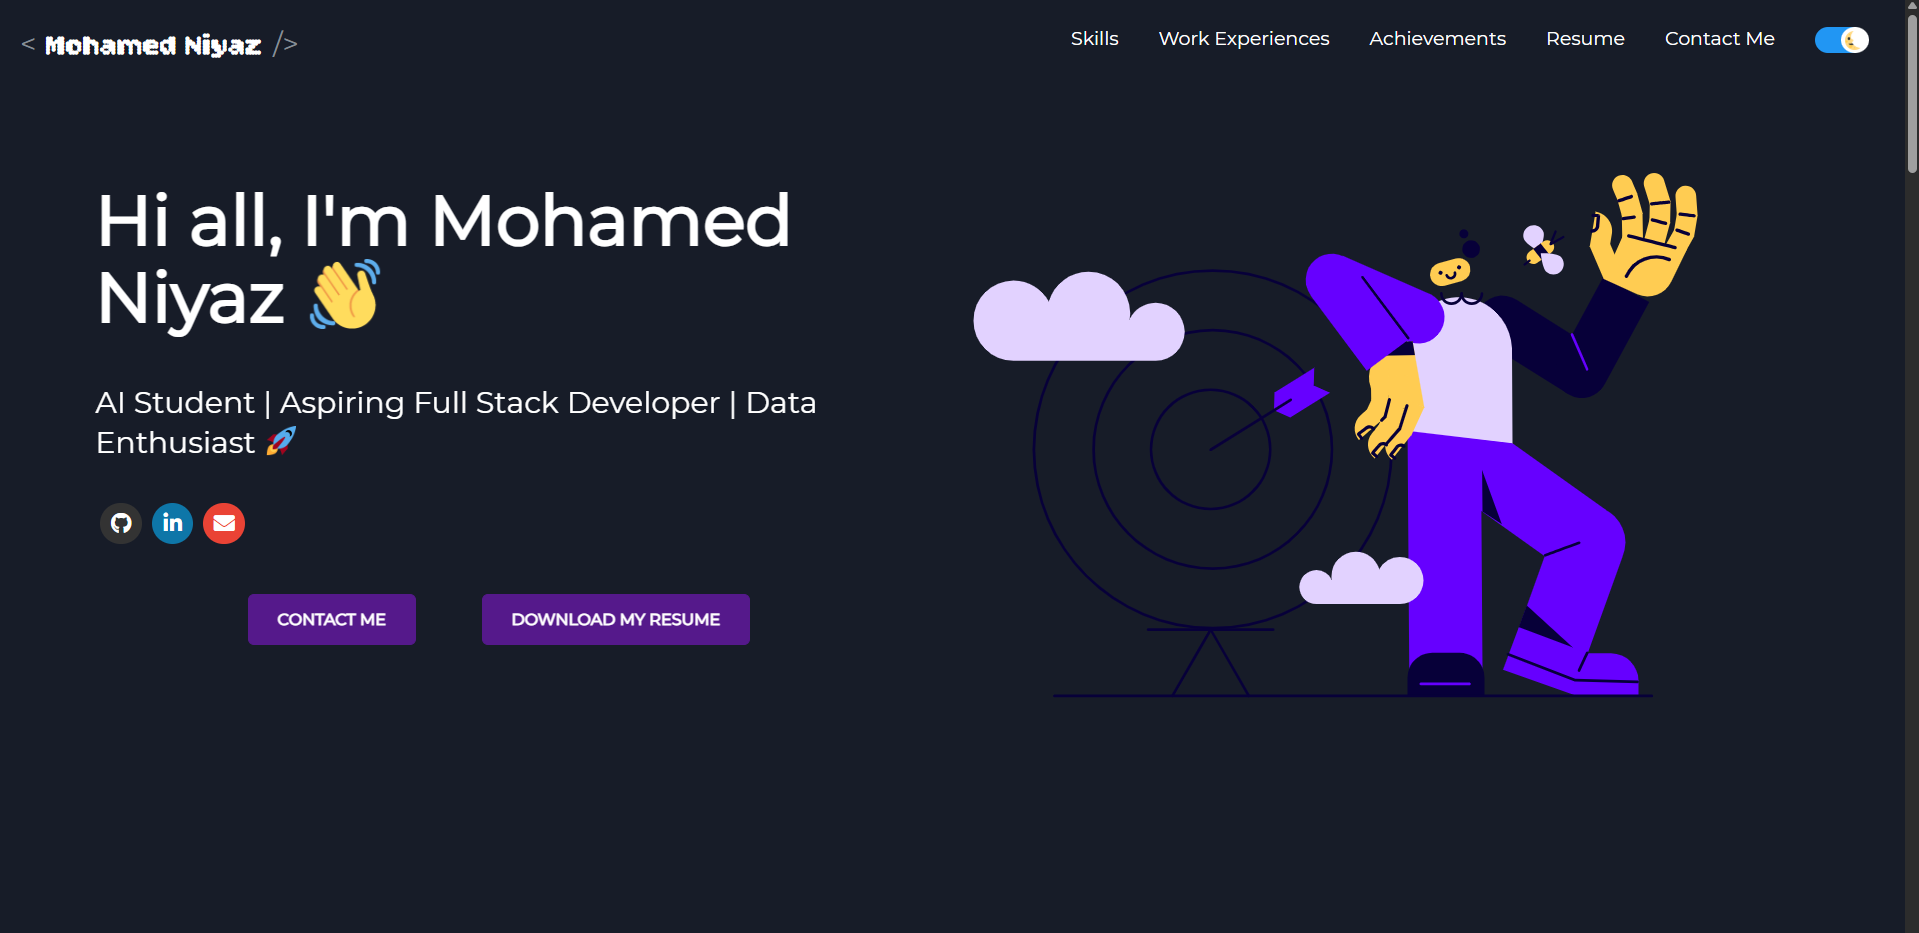 < Mohamed Niyaz />
Skills
Work Experiences
Achievements
Resume
Contact Me
Hi all, I'm Mohamed
Niyaz 👋
AI Student | Aspiring Full Stack Developer | Data
Enthusiast 🚀
in
CONTACT ME
DOWNLOAD MY RESUME